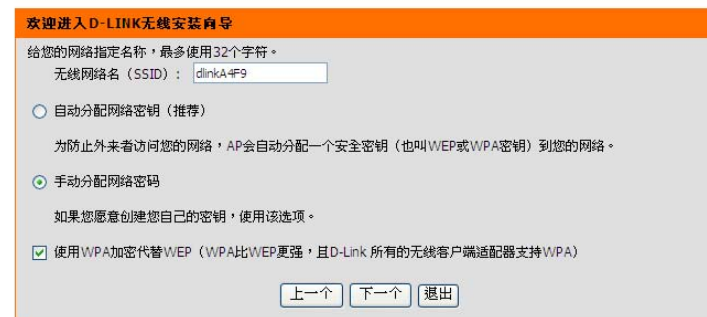 欢迎进入D-LINK无线安装向导
给您的网络指定名称，最多使用32个字符。
无线网络名（SSID）: dlinkA4F9
自动分配网络密钥（推荐）
为防止外来者访问您的网络，AP会自动分配一个安全密钥（也叫WEP或WPA密钥）到您的网络。
手动分配网络密码
如果您愿意创建您自己的密钥，使用该选项。
使用WPA加密代替WEP（WPA比WEP更强，且D-Link 所有的无线客户端适配器支持WPA）
上一个 下一个 退出